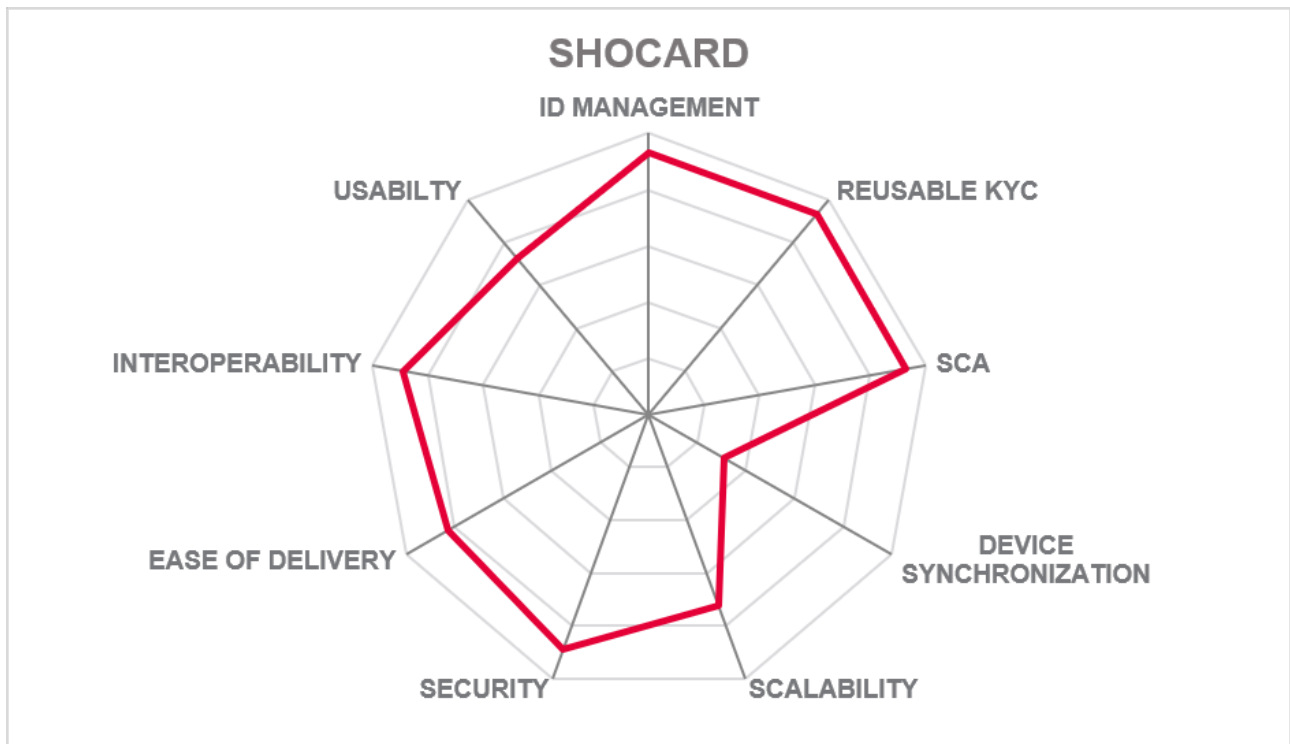 SHOCARD
ID MANAGEMENT
USABILTY
REUSABLE KYC
INTEROPERABILITY
SCA
EASE OF DELIVERY
DEVICE
SYNCHRONIZATION
SECURITY
SCALABILITY